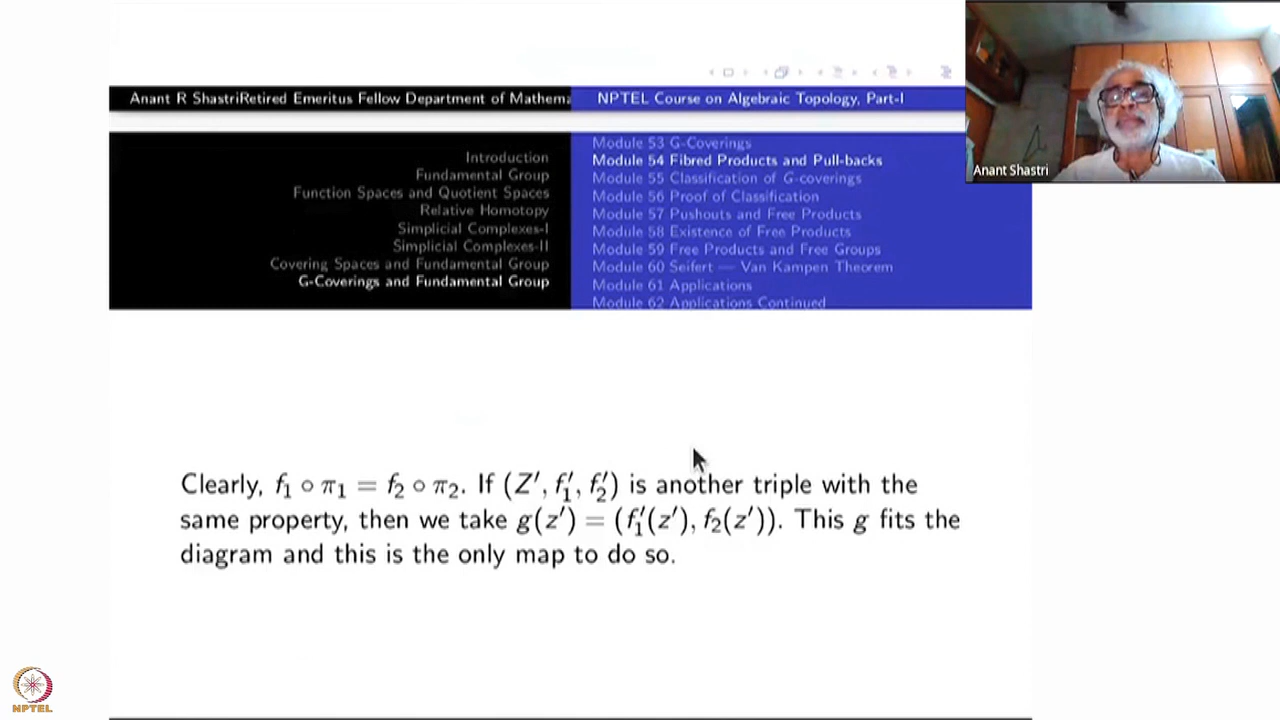 Anant R ShastriRetired Emeritus Fellow Department of Mathema
NPTEL Course on Algebraic Topology, Part-I
Introduction
Fundamental Group
Function Spaces and Quotient Spaces
Relative Homotopy
Simplicial Complexes-I
Simplicial Complexes-II
Covering Spaces and Fundamental Group
G-Coverings and Fundamental Group
Module 53 G-Coverings
Module 54 Fibred Products and Pull-backs
Module 55 Classification of G-coverings
Module 56 Proof of Classification
Module 57 Pushouts and Free Products
Module 58 Existence of Free Products
Module 59 Free Products and Free Groups
Module 60 Seifert — Van Kampen Theorem
Module 61 Applications
Module 62 Applications Continued
Anant Shastri
Clearly, f₁ ∘ π₁ = f₂ ∘ π₂. If (Z′, f₁′, f₂′) is another triple with the
same property, then we take g(z′) = (f₁′(z′), f₂(z′)). This g fits the
diagram and this is the only map to do so.
NPTEL